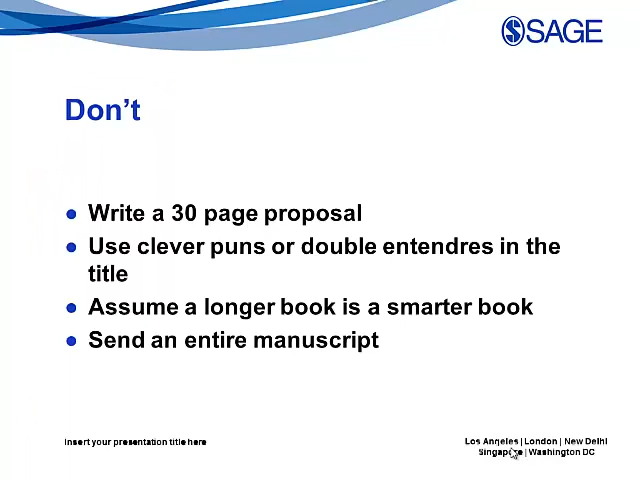 SAGE
Don't
● Write a 30 page proposal
● Use clever puns or double entendres in the
title
● Assume a longer book is a smarter book
● Send an entire manuscript
Insert your presentation title here
Los Angeles | London | New Delhi
Singapore | Washington DC